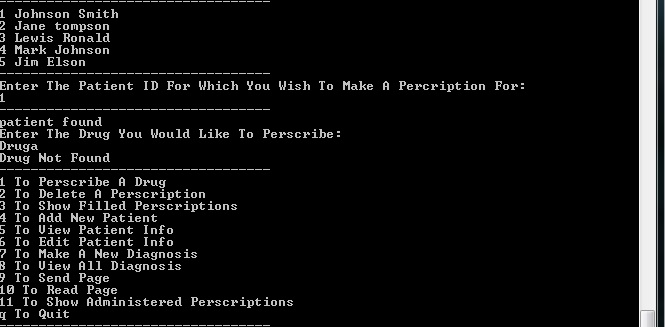 ---------------------------------
1 Johnson Smith
2 Jane tompson
3 Lewis Ronald
4 Mark Johnson
5 Jim Elson
---------------------------------
Enter The Patient ID For Which You Wish To Make A Percription For:
1
---------------------------------
patient found
Enter The Drug You Would Like To Perscribe:
Druga
Drug Not Found
---------------------------------
1 To Perscribe A Drug
2 To Delete A Perscription
3 To Show Filled Perscriptions
4 To Add New Patient
5 To View Patient Info
6 To Edit Patient Info
7 To Make A New Diagnosis
8 To View All Diagnosis
9 To Send Page
10 To Read Page
11 To Show Administered Perscriptions
q To Quit
---------------------------------